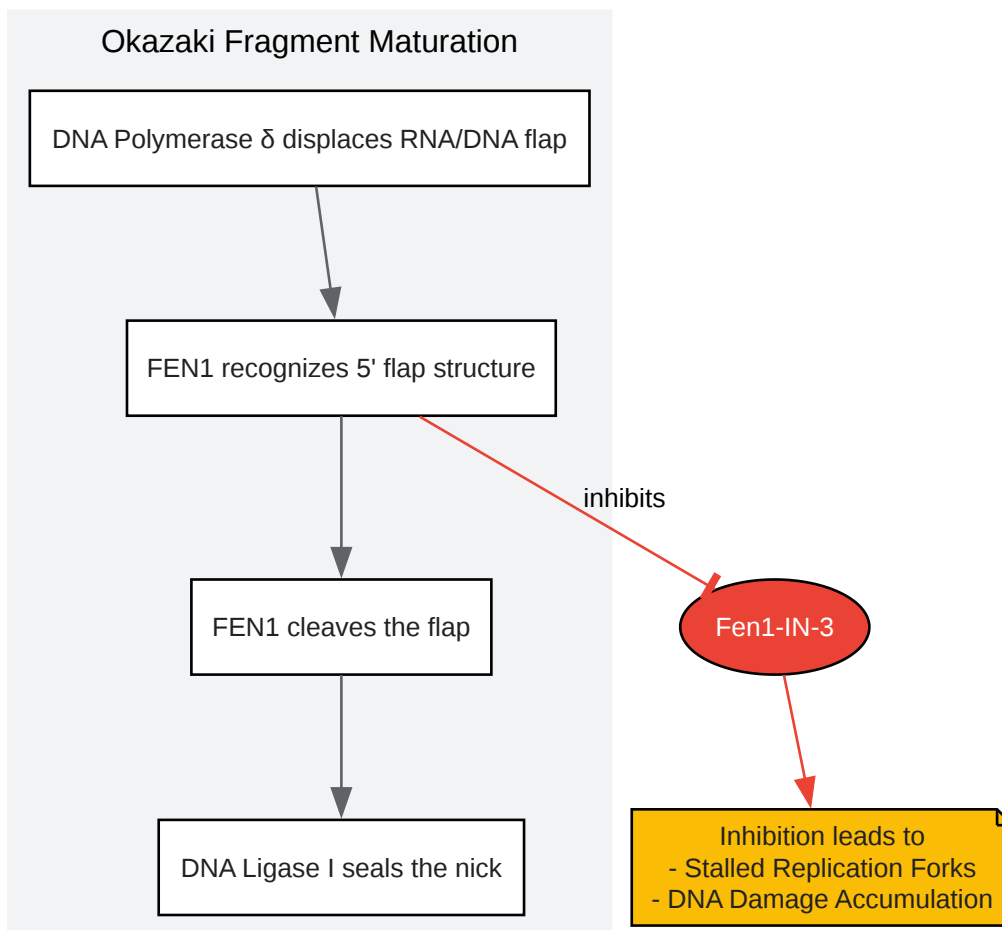 Okazaki Fragment Maturation
DNA Polymerase δ displaces RNA/DNA flap
FEN1 recognizes 5' flap structure
inhibits
FEN1 cleaves the flap
Fen1-IN-3
DNA Ligase I seals the nick
Inhibition leads to
- Stalled Replication Forks
- DNA Damage Accumulation